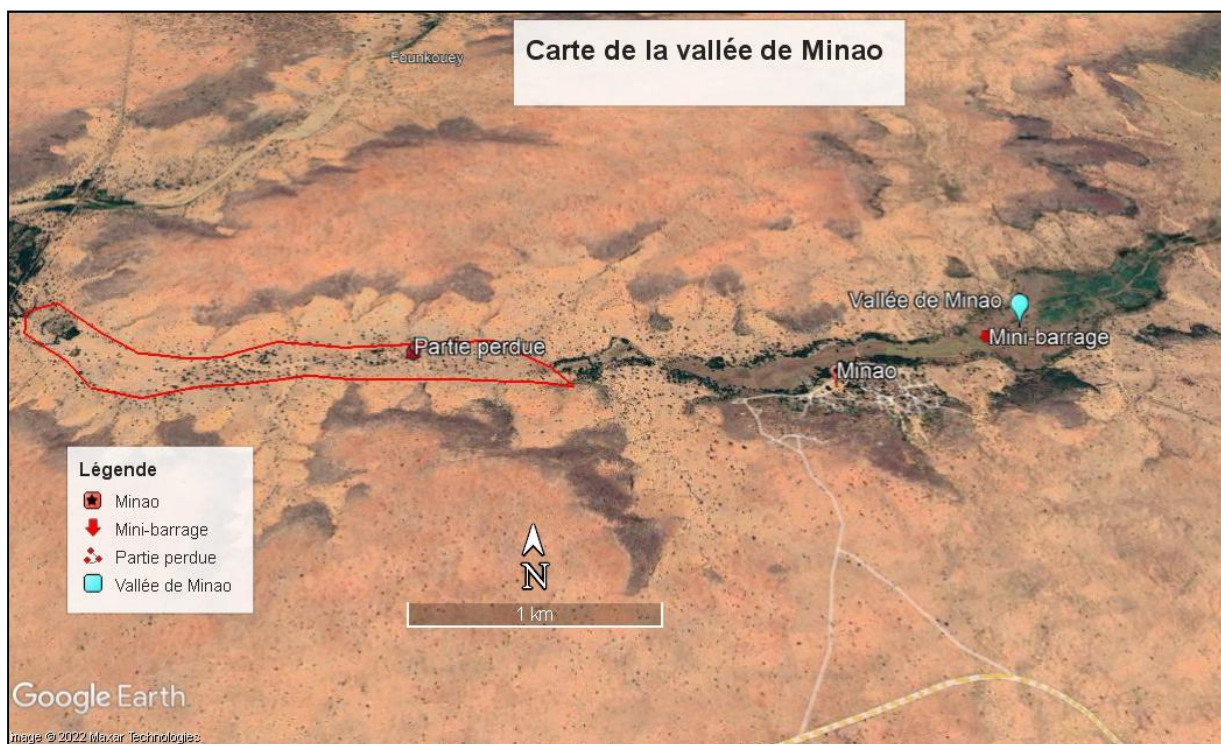 Carte de la vallée de Minao
Founkouey
Vallée de Minao
Mini-barrage
Partie perdue
Minao
Légende
Minao
Mini-barrage
Partie perdue
Vallée de Minao
N
1 km
Google Earth
Image © 2022 Maxar Technologies